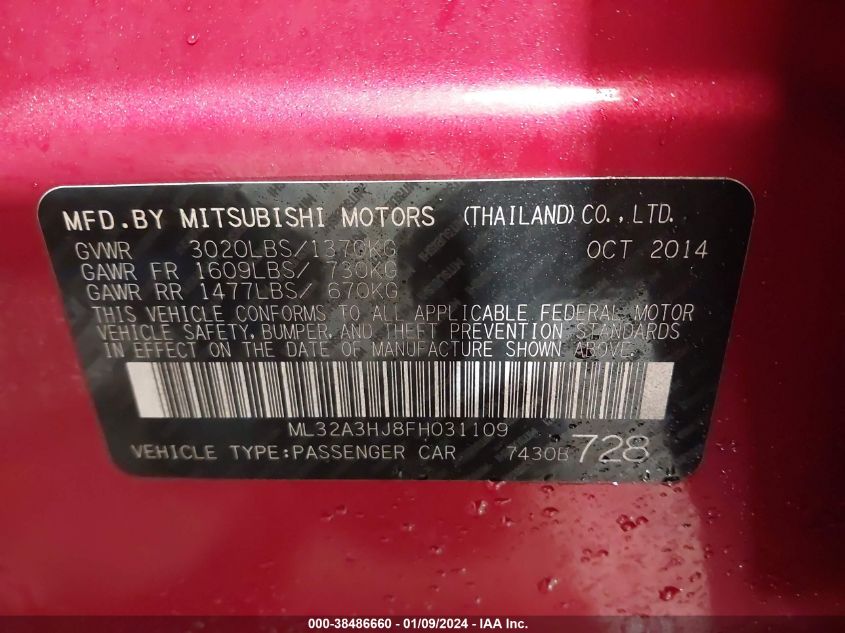 MFD.BY MITSUBISHI MOTORS (THAILAND)CO.,LTD.
GVWR 3020LBS/1370KG OCT 2014
GAWR FR 1609LBS/ 730KG
GAWR RR 1477LBS/ 670KG
THIS VEHICLE CONFORMS TO ALL APPLICABLE FEDERAL MOTOR
VEHICLE SAFETY,BUMPER,AND THEFT PREVENTION STANDARDS
IN EFFECT ON THE DATE OF MANUFACTURE SHOWN ABOVE.
ML32A3HJ8FH031109
VEHICLE TYPE:PASSENGER CAR 7430B 728
000-38486660 - 01/09/2024 - IAA Inc.